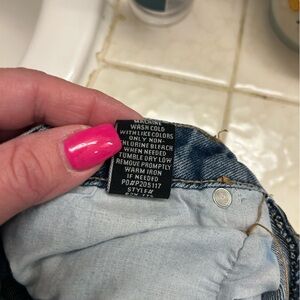 MACHINE
WASH COLD
WITH LIKE COLORS
ONLY NON-
CHLORINE BLEACH
WHEN NEEDED
TUMBLE DRY LOW
REMOVE PROMPTLY
WARM IRON
IF NEEDED
PO#P205117
STYLE#